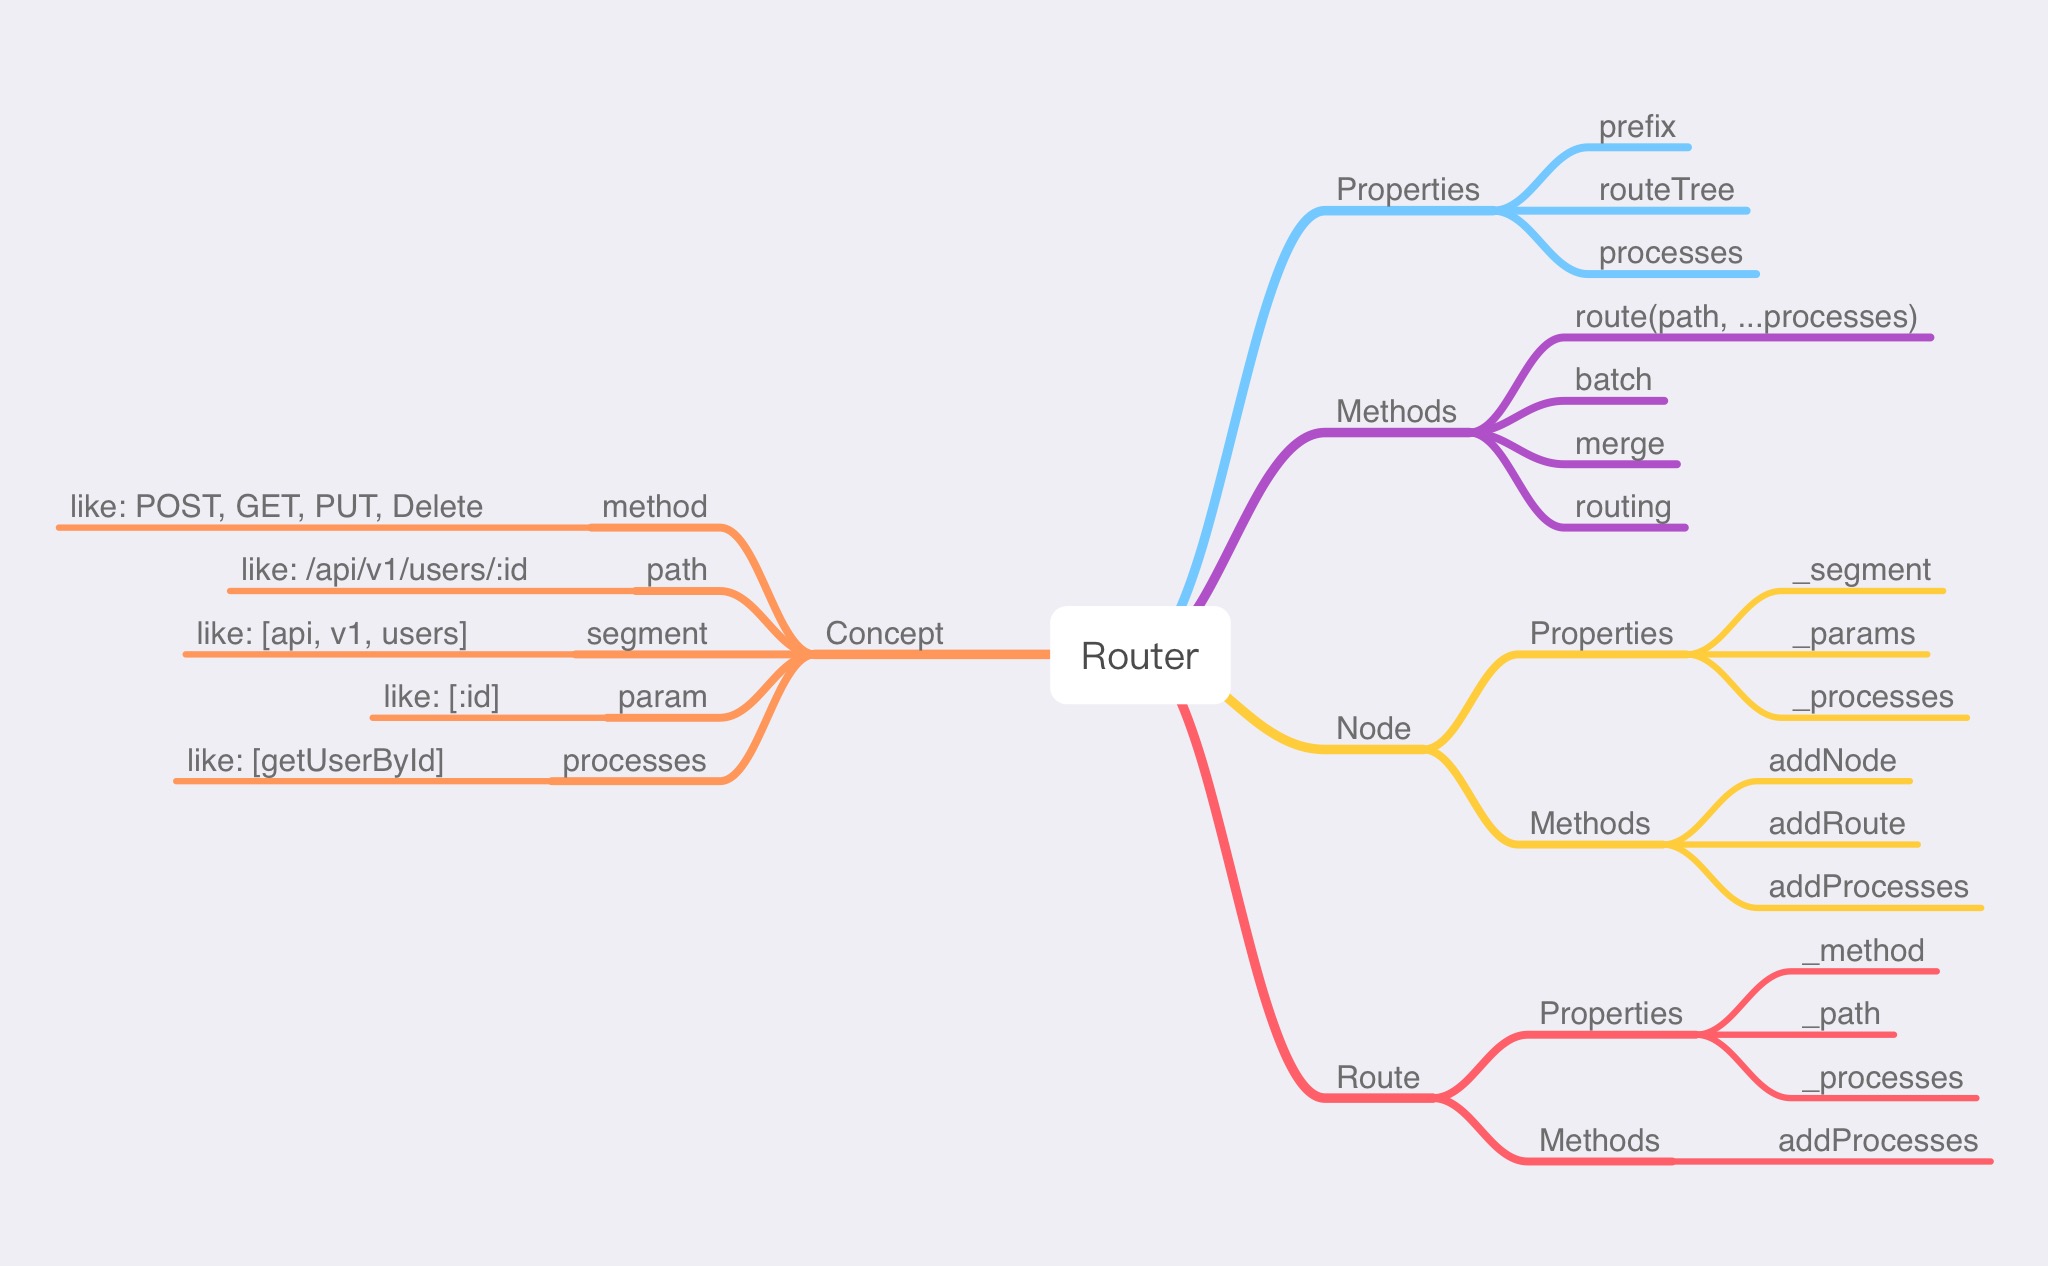 Router
Concept
method
like: POST, GET, PUT, Delete
path
like: /api/v1/users/:id
segment
like: [api, v1, users]
param
like: [:id]
processes
like: [getUserById]
Properties
prefix
routeTree
processes
Methods
route(path, ...processes)
batch
merge
routing
Node
Properties
_segment
_params
_processes
Methods
addNode
addRoute
addProcesses
Route
Properties
_method
_path
_processes
Methods
addProcesses